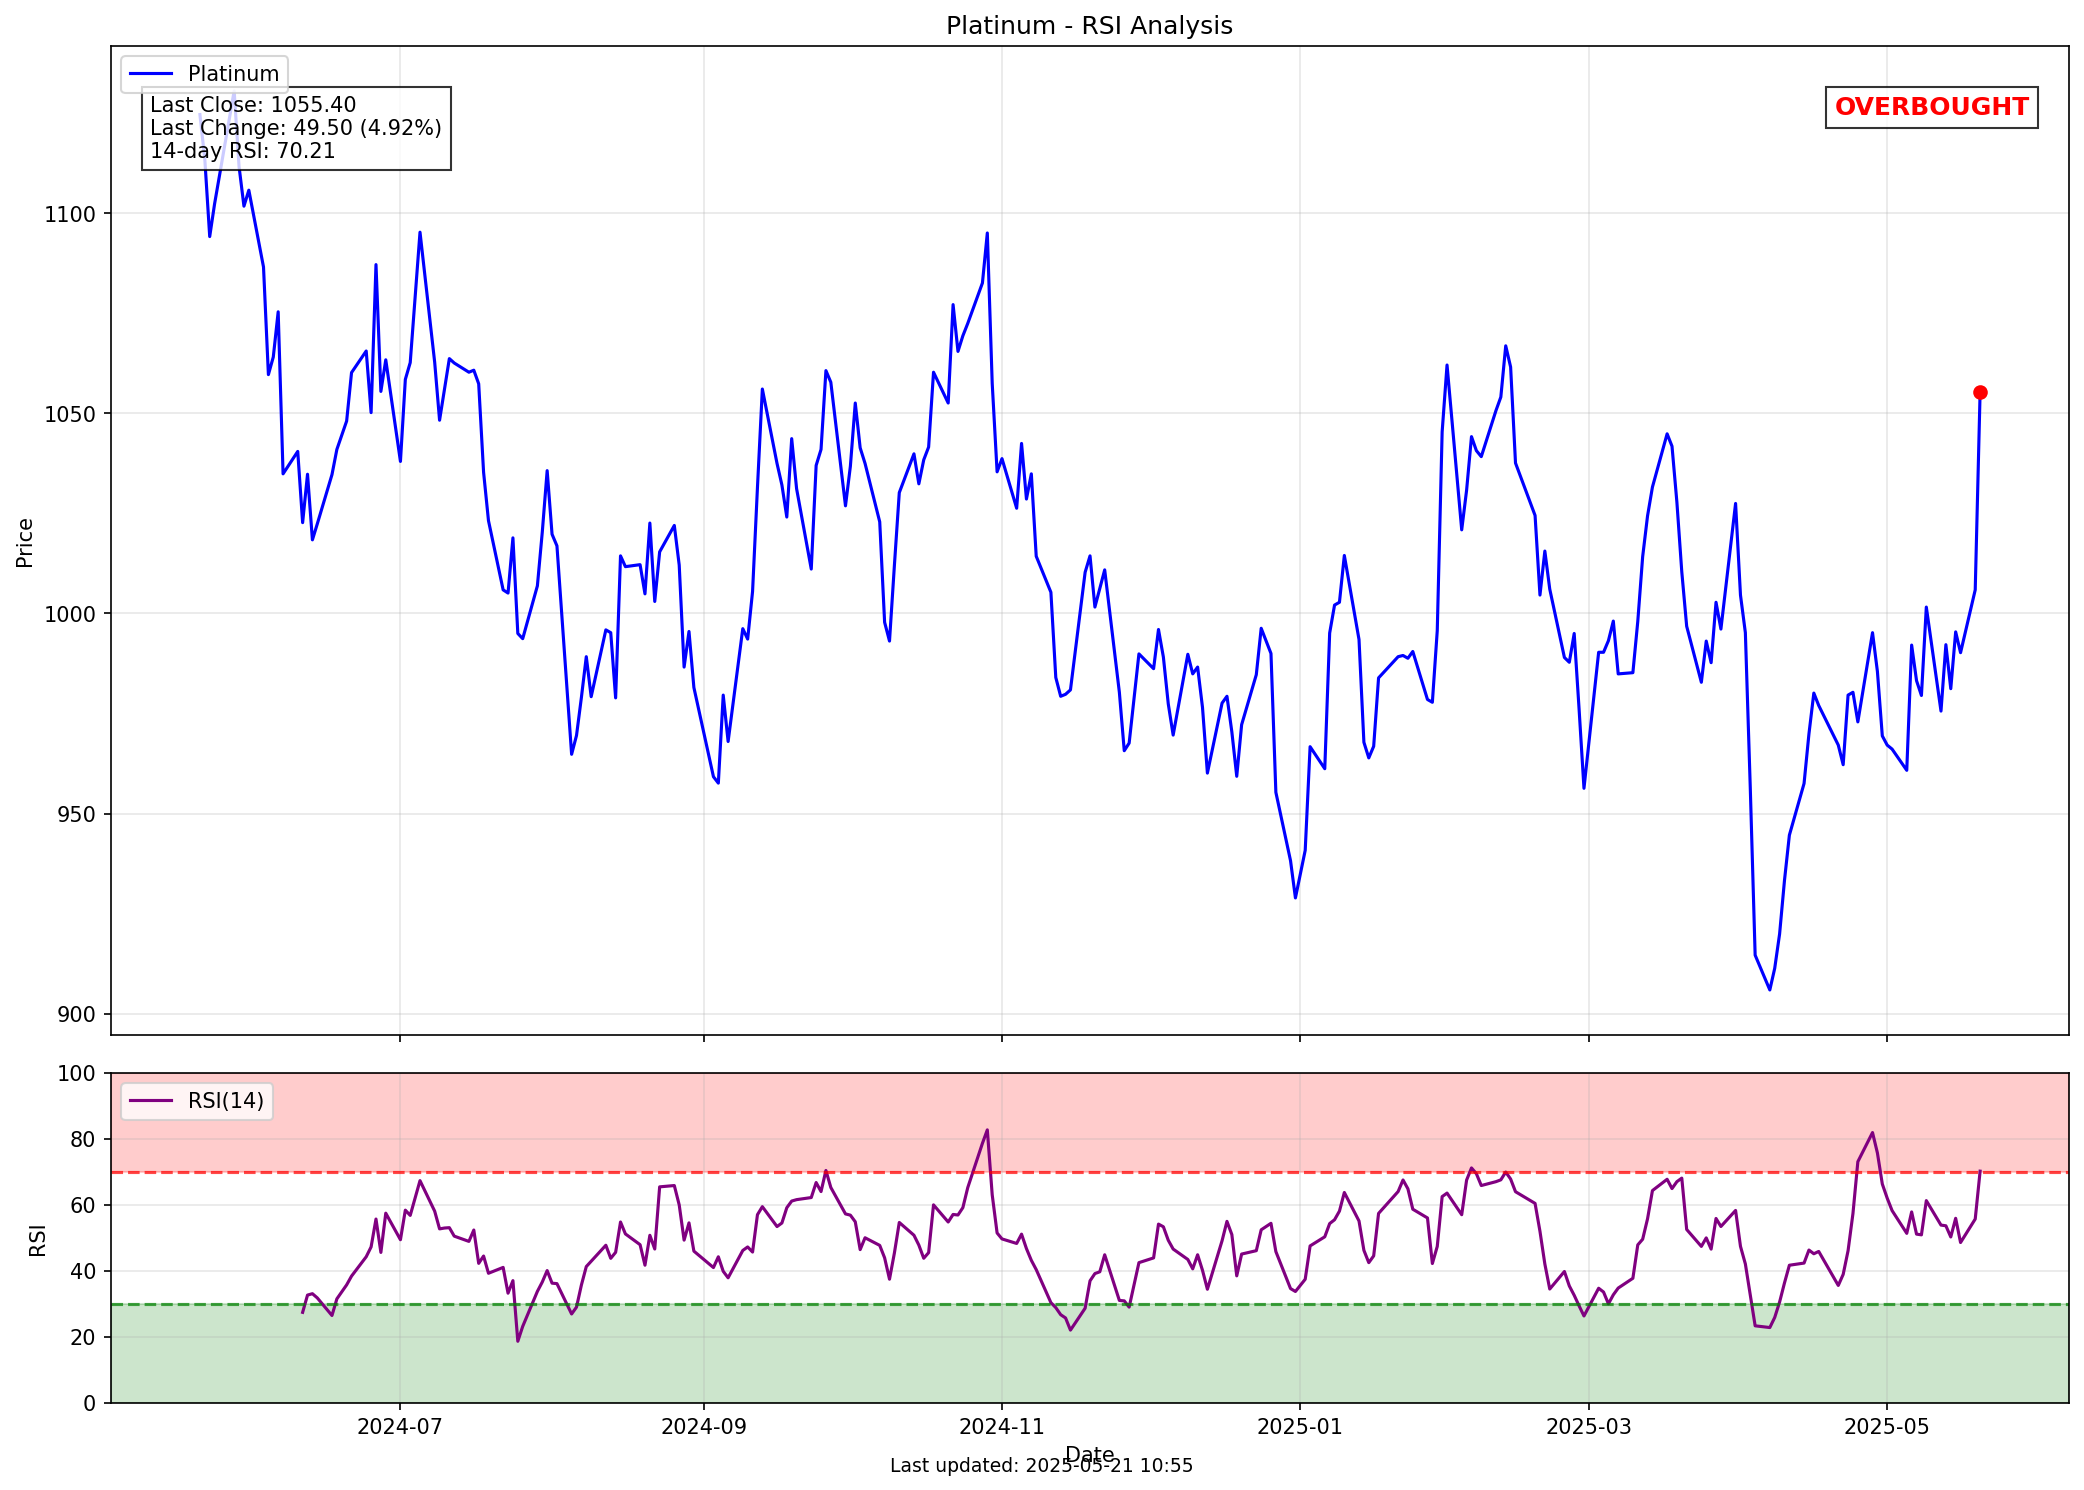 Platinum - RSI Analysis
Platinum
Last Close: 1055.40
Last Change: 49.50 (4.92%)
14-day RSI: 70.21
OVERBOUGHT
Price
1100
1050
1000
950
900
RSI(14)
RSI
100
80
60
40
20
0
2024-07
2024-09
2024-11
2025-01
2025-03
2025-05
Date
Last updated: 2025-05-21 10:55